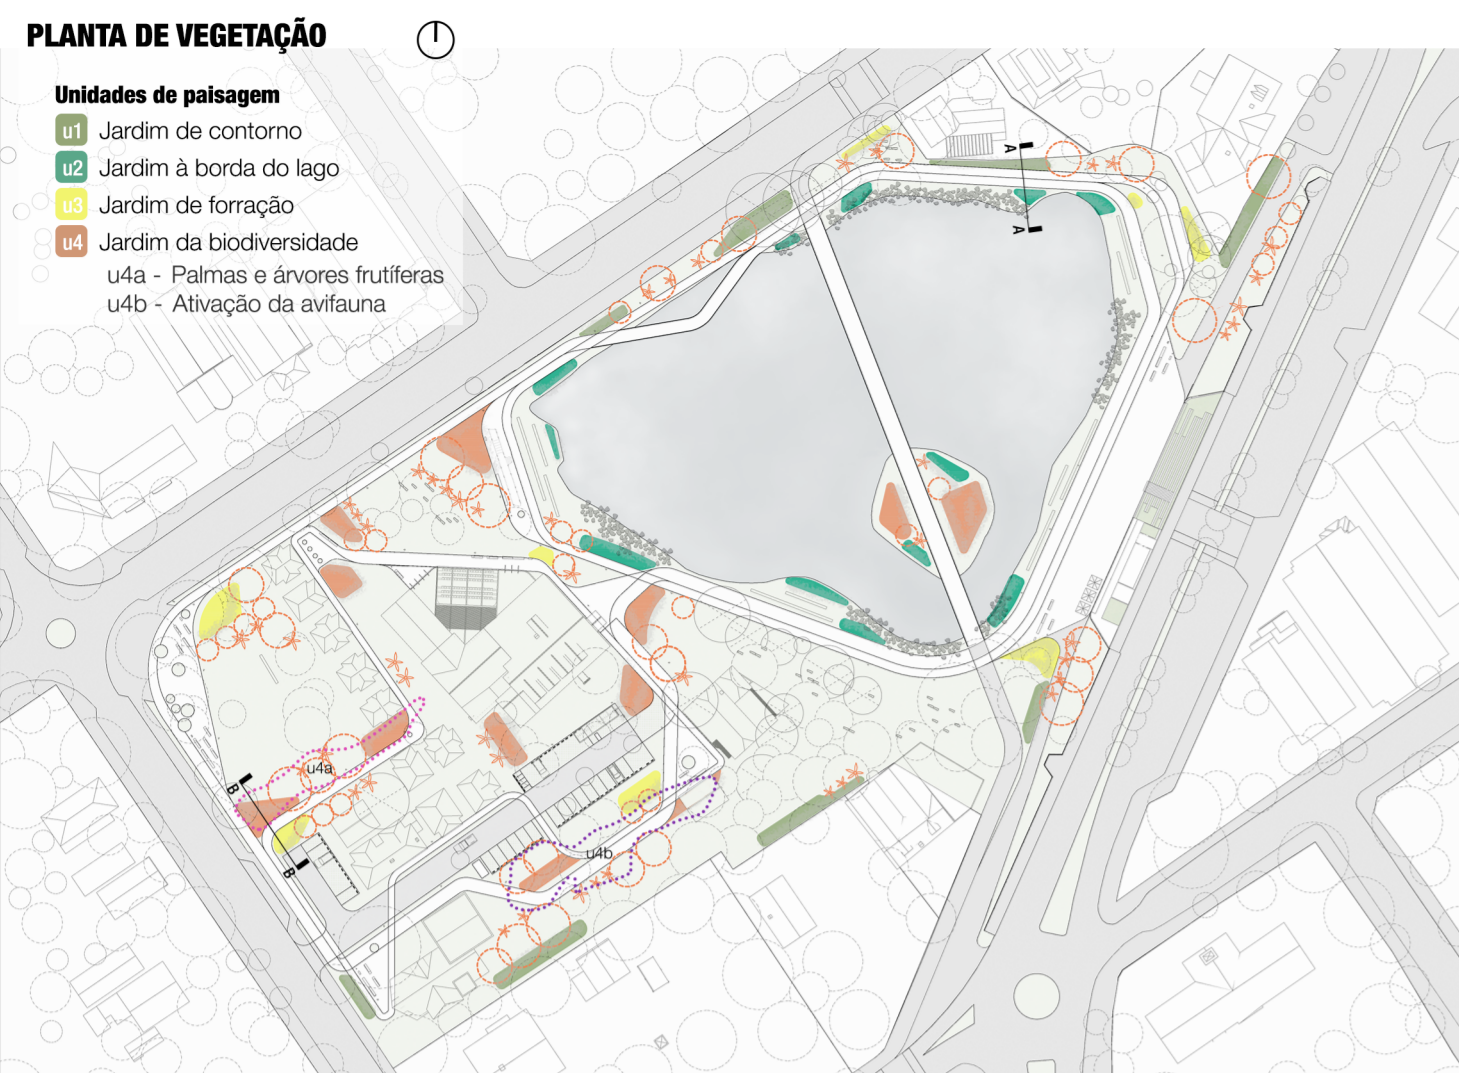 PLANTA DE VEGETAÇÃO
Unidades de paisagem
u1 Jardim de contorno
u2 Jardim à borda do lago
u3 Jardim de forração
u4 Jardim da biodiversidade
u4a - Palmas e árvores frutíferas
u4b - Ativação da avifauna
A
A
u4a
B
B
u4b